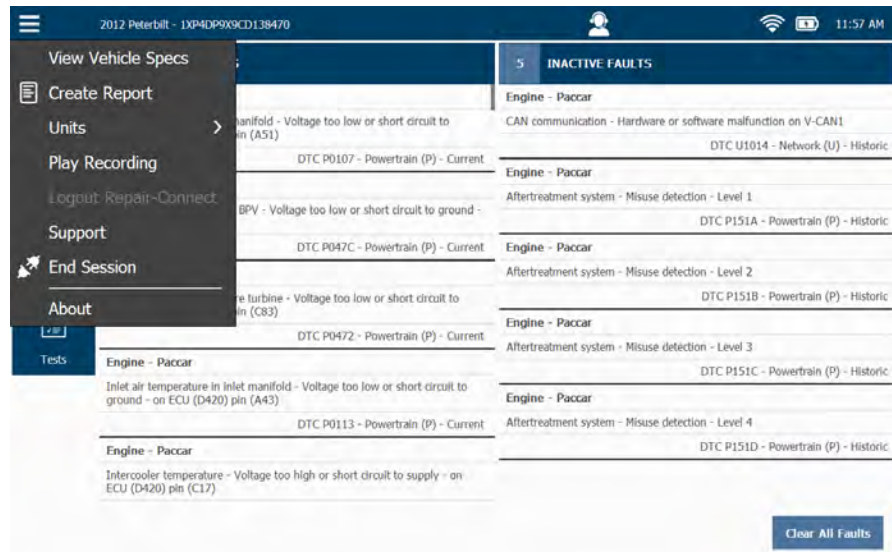 2012 Peterbilt - 1XP4DP9X9CD138470
11:57 AM
View Vehicle Specs
Create Report
Units
Play Recording
Logout Repair-Connect
Support
End Session
About
Tests
manifold - Voltage too low or short circuit to
in (A51)
DTC P0107 - Powertrain (P) - Current
BPV - Voltage too low or short circuit to ground -
DTC P047C - Powertrain (P) - Current
re turbine - Voltage too low or short circuit to
in (C83)
DTC P0472 - Powertrain (P) - Current
Engine - Paccar
Inlet air temperature in inlet manifold - Voltage too low or short circuit to
ground - on ECU (D420) pin (A43)
DTC P0113 - Powertrain (P) - Current
Engine - Paccar
Intercooler temperature - Voltage too high or short circuit to supply - on
ECU (D420) pin (C17)
5 INACTIVE FAULTS
Engine - Paccar
CAN communication - Hardware or software malfunction on V-CAN1
DTC U1014 - Network (U) - Historic
Engine - Paccar
Aftertreatment system - Misuse detection - Level 1
DTC P151A - Powertrain (P) - Historic
Engine - Paccar
Aftertreatment system - Misuse detection - Level 2
DTC P151B - Powertrain (P) - Historic
Engine - Paccar
Aftertreatment system - Misuse detection - Level 3
DTC P151C - Powertrain (P) - Historic
Engine - Paccar
Aftertreatment system - Misuse detection - Level 4
DTC P151D - Powertrain (P) - Historic
Clear All Faults